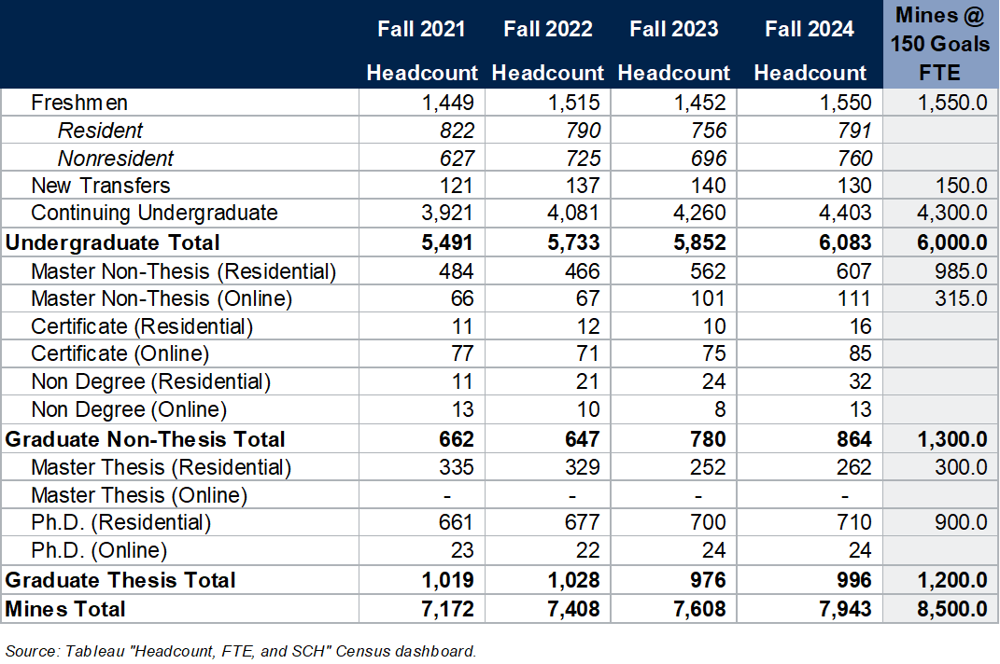 Fall 2021 Fall 2022 Fall 2023 Fall 2024 Mines @ 150 Goals FTE
Headcount Headcount Headcount Headcount
Freshmen 1,449 1,515 1,452 1,550 1,550.0
Resident 822 790 756 791
Nonresident 627 725 696 760
New Transfers 121 137 140 130 150.0
Continuing Undergraduate 3,921 4,081 4,260 4,403 4,300.0
Undergraduate Total 5,491 5,733 5,852 6,083 6,000.0
Master Non-Thesis (Residential) 484 466 562 607 985.0
Master Non-Thesis (Online) 66 67 101 111 315.0
Certificate (Residential) 11 12 10 16
Certificate (Online) 77 71 75 85
Non Degree (Residential) 11 21 24 32
Non Degree (Online) 13 10 8 13
Graduate Non-Thesis Total 662 647 780 864 1,300.0
Master Thesis (Residential) 335 329 252 262 300.0
Master Thesis (Online) - - - -
Ph.D. (Residential) 661 677 700 710 900.0
Ph.D. (Online) 23 22 24 24
Graduate Thesis Total 1,019 1,028 976 996 1,200.0
Mines Total 7,172 7,408 7,608 7,943 8,500.0
Source: Tableau "Headcount, FTE, and SCH" Census dashboard.